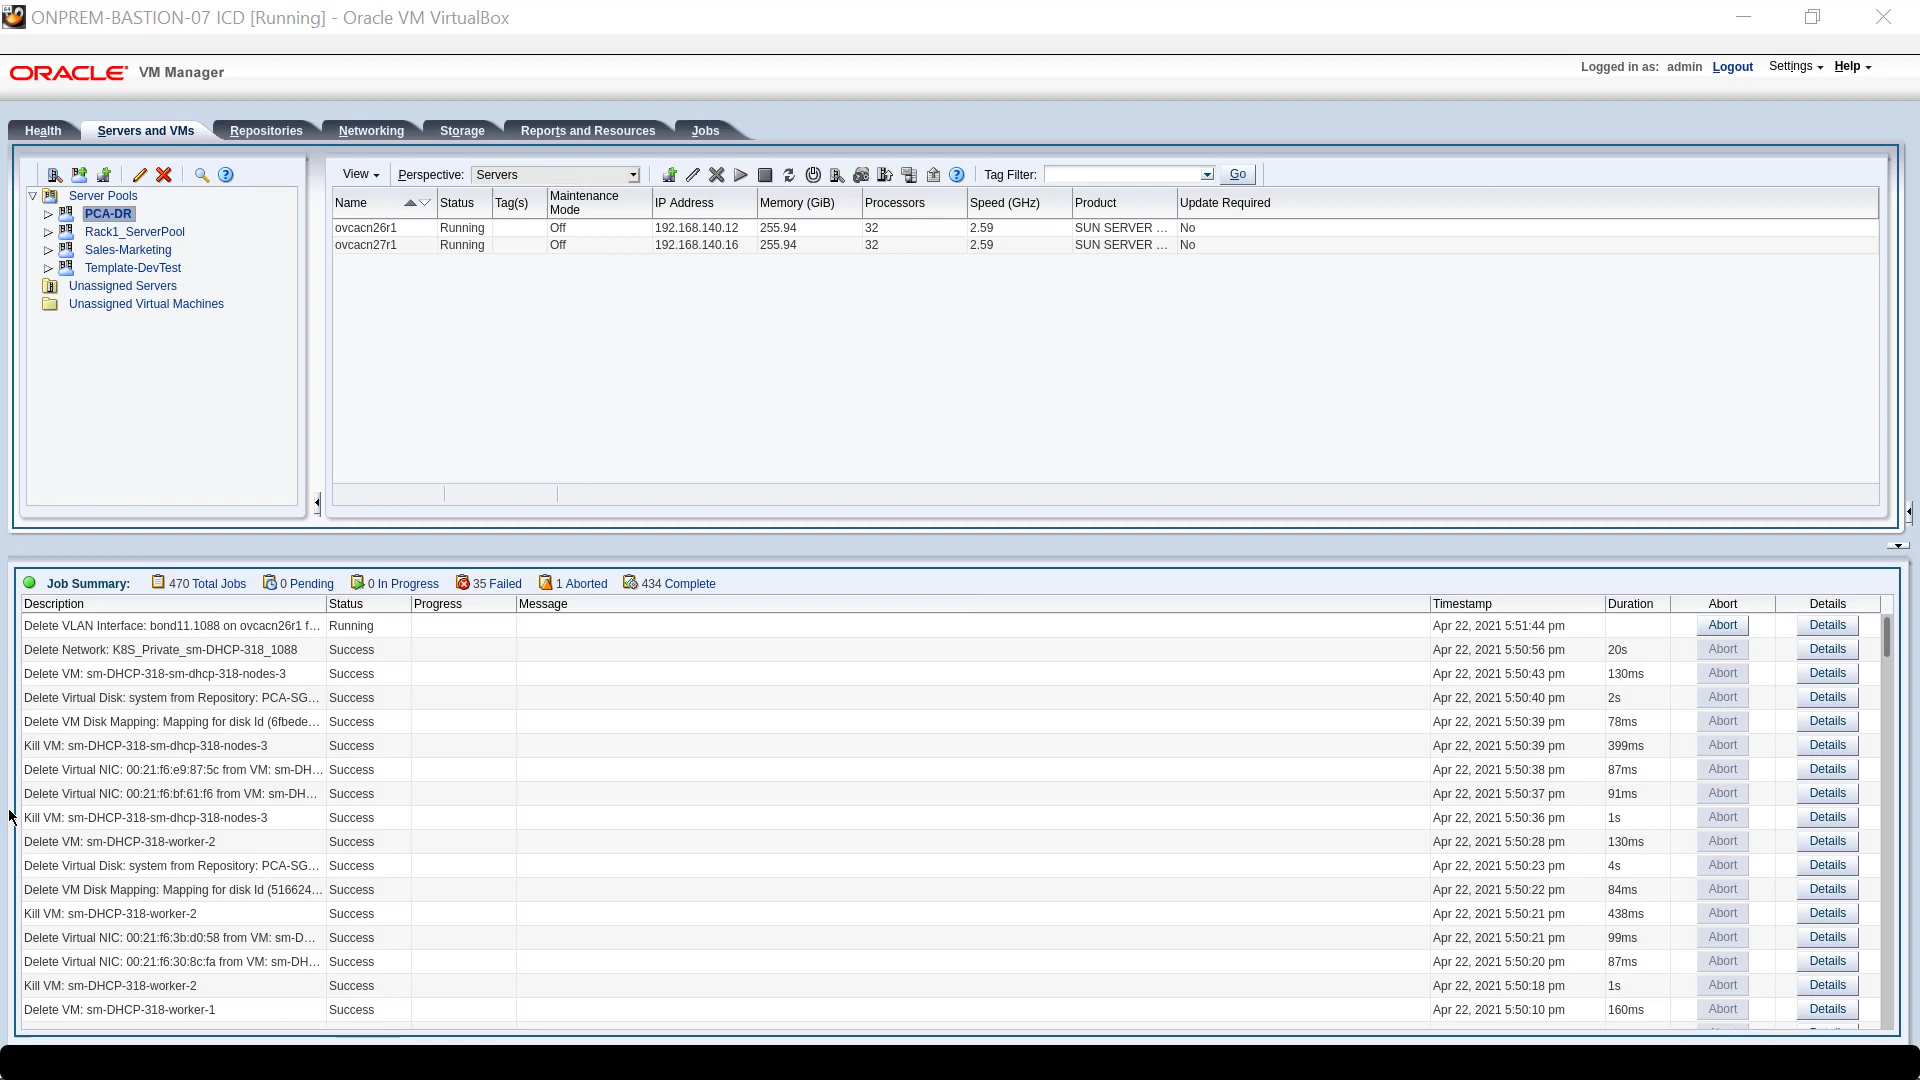 ONPREM-BASTION-07 ICD [Running] - Oracle VM VirtualBox
ORACLE VM Manager
Logged in as: admin Logout Settings Help
Health Servers and VMs Repositories Networking Storage Reports and Resources Jobs
View Perspective: Servers Tag Filter: Go
Server Pools
PCA-DR
Rack1_ServerPool
Sales-Marketing
Template-DevTest
Unassigned Servers
Unassigned Virtual Machines
Name Status Tag(s) Maintenance Mode IP Address Memory (GiB) Processors Speed (GHz) Product Update Required
ovcacn26r1 Running Off 192.168.140.12 255.94 32 2.59 SUN SERVER ... No
ovcacn27r1 Running Off 192.168.140.16 255.94 32 2.59 SUN SERVER ... No
Job Summary: 470 Total Jobs 0 Pending 0 In Progress 35 Failed 1 Aborted 434 Complete
Description Status Progress Message Timestamp Duration Abort Details
Delete VLAN Interface: bond11.1088 on ovcacn26r1 f... Running Apr 22, 2021 5:51:44 pm Abort Details
Delete Network: K8S_Private_sm-DHCP-318_1088 Success Apr 22, 2021 5:50:56 pm 20s Abort Details
Delete VM: sm-DHCP-318-sm-dhcp-318-nodes-3 Success Apr 22, 2021 5:50:43 pm 130ms Abort Details
Delete Virtual Disk: system from Repository: PCA-SG... Success Apr 22, 2021 5:50:40 pm 2s Abort Details
Delete VM Disk Mapping: Mapping for disk Id (6fbede... Success Apr 22, 2021 5:50:39 pm 78ms Abort Details
Kill VM: sm-DHCP-318-sm-dhcp-318-nodes-3 Success Apr 22, 2021 5:50:39 pm 399ms Abort Details
Delete Virtual NIC: 00:21:f6:e9:87:5c from VM: sm-DH... Success Apr 22, 2021 5:50:38 pm 87ms Abort Details
Delete Virtual NIC: 00:21:f6:bf:61:f6 from VM: sm-DH... Success Apr 22, 2021 5:50:37 pm 91ms Abort Details
Kill VM: sm-DHCP-318-sm-dhcp-318-nodes-3 Success Apr 22, 2021 5:50:36 pm 1s Abort Details
Delete VM: sm-DHCP-318-worker-2 Success Apr 22, 2021 5:50:28 pm 130ms Abort Details
Delete Virtual Disk: system from Repository: PCA-SG... Success Apr 22, 2021 5:50:23 pm 4s Abort Details
Delete VM Disk Mapping: Mapping for disk Id (516624... Success Apr 22, 2021 5:50:22 pm 84ms Abort Details
Kill VM: sm-DHCP-318-worker-2 Success Apr 22, 2021 5:50:21 pm 438ms Abort Details
Delete Virtual NIC: 00:21:f6:3b:d0:58 from VM: sm-D... Success Apr 22, 2021 5:50:21 pm 99ms Abort Details
Delete Virtual NIC: 00:21:f6:30:8c:fa from VM: sm-DH... Success Apr 22, 2021 5:50:20 pm 87ms Abort Details
Kill VM: sm-DHCP-318-worker-2 Success Apr 22, 2021 5:50:18 pm 1s Abort Details
Delete VM: sm-DHCP-318-worker-1 Success Apr 22, 2021 5:50:10 pm 160ms Abort Details